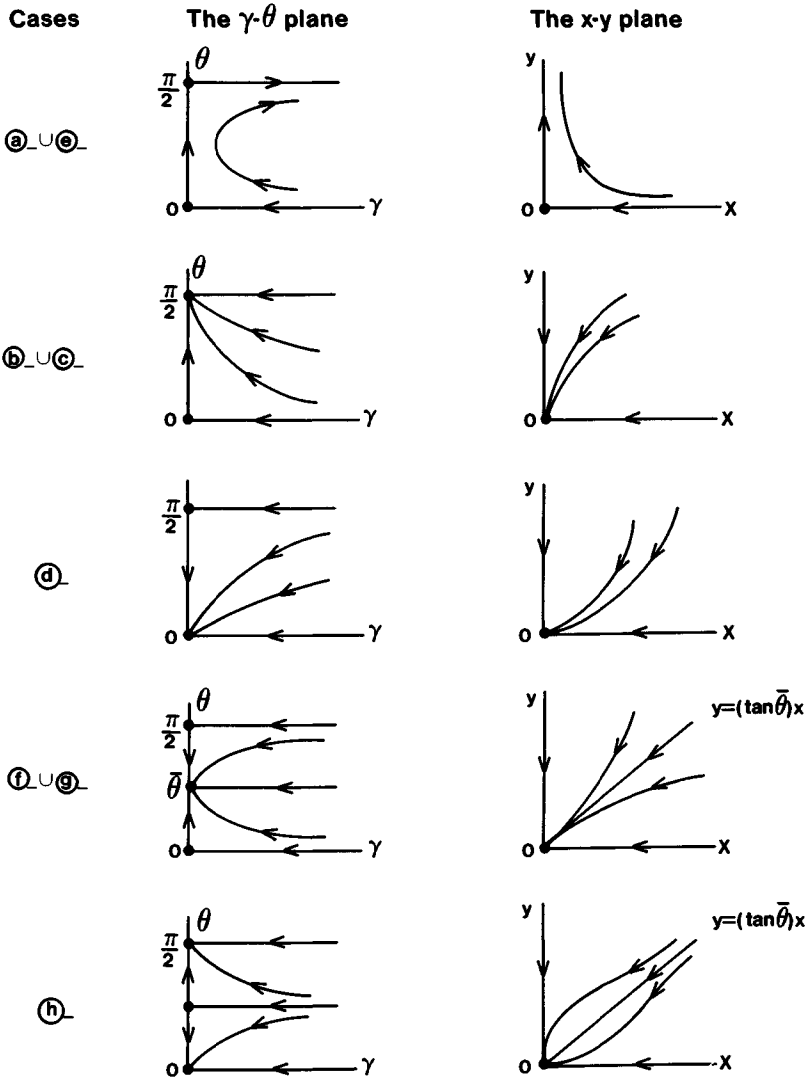 Cases The γ-θ plane The x-y plane
θ y
π/2
ⓐ_∪ⓔ_
0 γ 0 X
θ y
π/2
ⓑ_∪ⓒ_
0 γ 0 X
θ y
π/2
ⓓ_
0 γ 0 X
θ y y=(tanθ̄)x
π/2
ⓕ_∪ⓖ_ θ̄
0 γ 0 X
θ y y=(tanθ̄)x
π/2
ⓗ_
0 γ 0 X